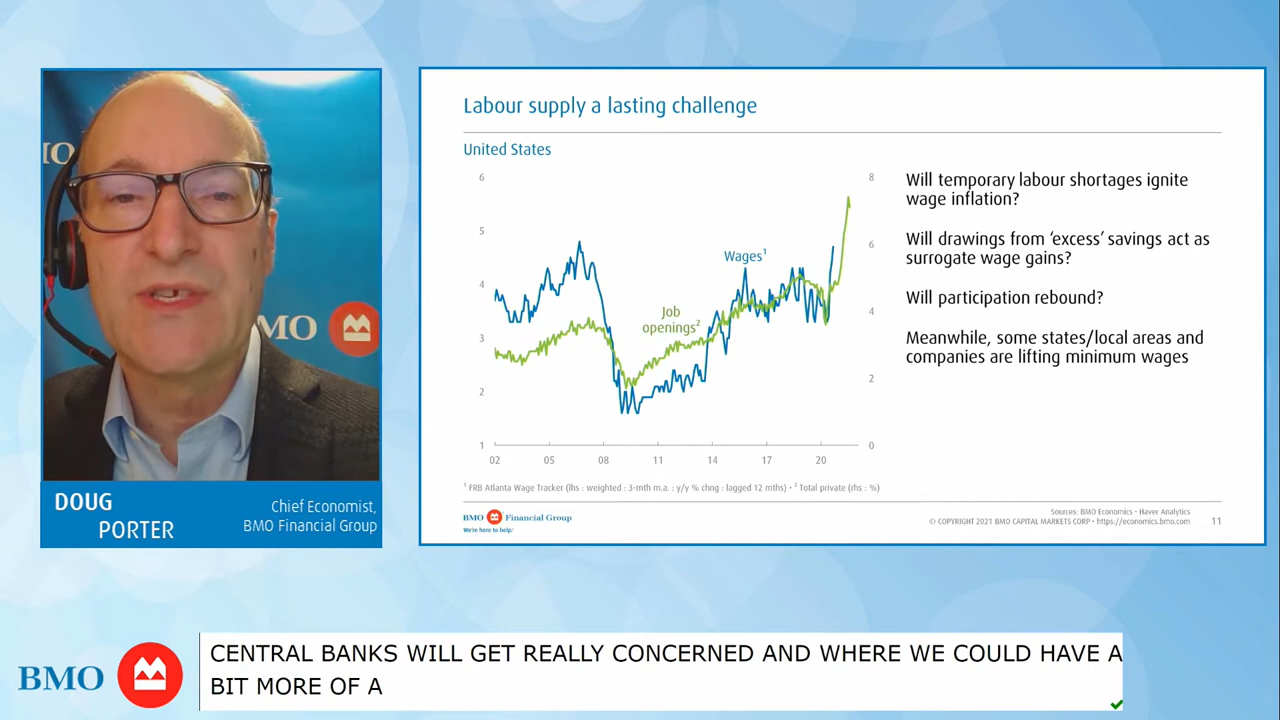 IO
BMO
DOUG
PORTER
Chief Economist,
BMO Financial Group
Labour supply a lasting challenge
United States
6
5
4
3
2
1
8
6
4
2
0
02
05
08
11
14
17
20
Wages¹
Job
openings²
Will temporary labour shortages ignite
wage inflation?
Will drawings from ‘excess’ savings act as
surrogate wage gains?
Will participation rebound?
Meanwhile, some states/local areas and
companies are lifting minimum wages
¹ FRB Atlanta Wage Tracker (lhs : weighted : 3-mth m.a. : y/y % chng : lagged 12 mths) • ² Total private (rhs : %)
BMO Financial Group
We're here to help.
Sources: BMO Economics • Haver Analytics
© COPYRIGHT 2021 BMO CAPITAL MARKETS CORP • https://economics.bmo.com
11
BMO
CENTRAL BANKS WILL GET REALLY CONCERNED AND WHERE WE COULD HAVE A
BIT MORE OF A